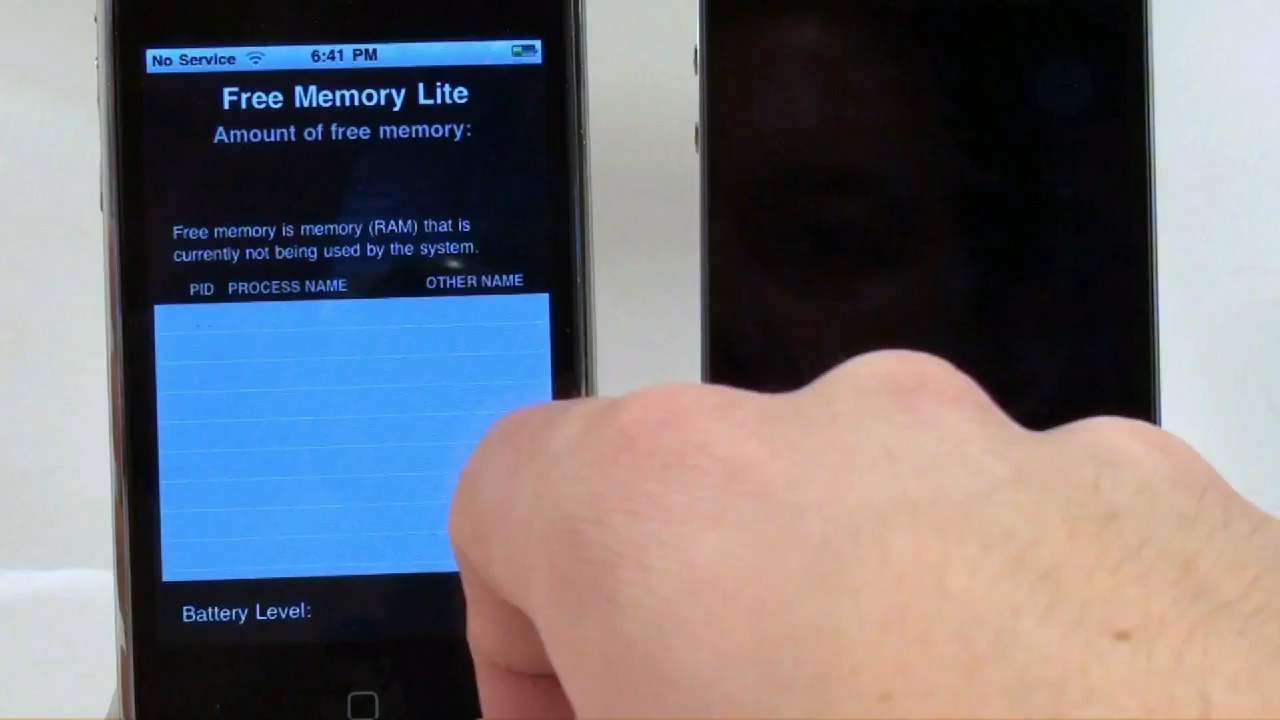 No Service 6:41 PM
Free Memory Lite
Amount of free memory:
Free memory is memory (RAM) that is
currently not being used by the system.
PID PROCESS NAME OTHER NAME
Battery Level: